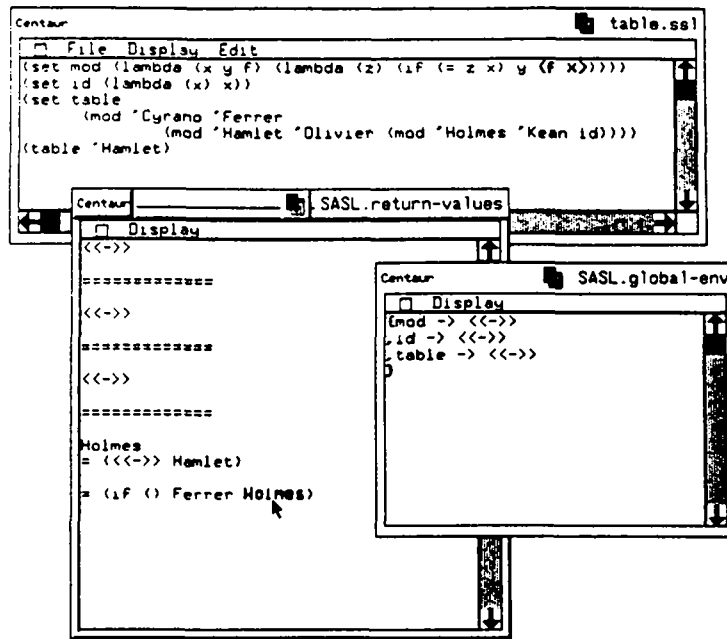 Centaur table.ssl
File Display Edit
(set mod (lambda (x y f) (lambda (z) (if (= z x) y (f x)))))
(set id (lambda (x) x))
(set table
(mod 'Cyrano 'Ferrer
(mod 'Hamlet 'Olivier (mod 'Holmes 'Kean id))))
(table 'Hamlet)
Centaur .SASL.return-values
Display
<<->>
============
<<->>
=============
<<->>
=============
Holmes
= (<<->> Hamlet)
= (if () Ferrer Holmes)
Centaur SASL.global-env
Display
{mod -> <<->>
,id -> <<->>
,table -> <<->>
}